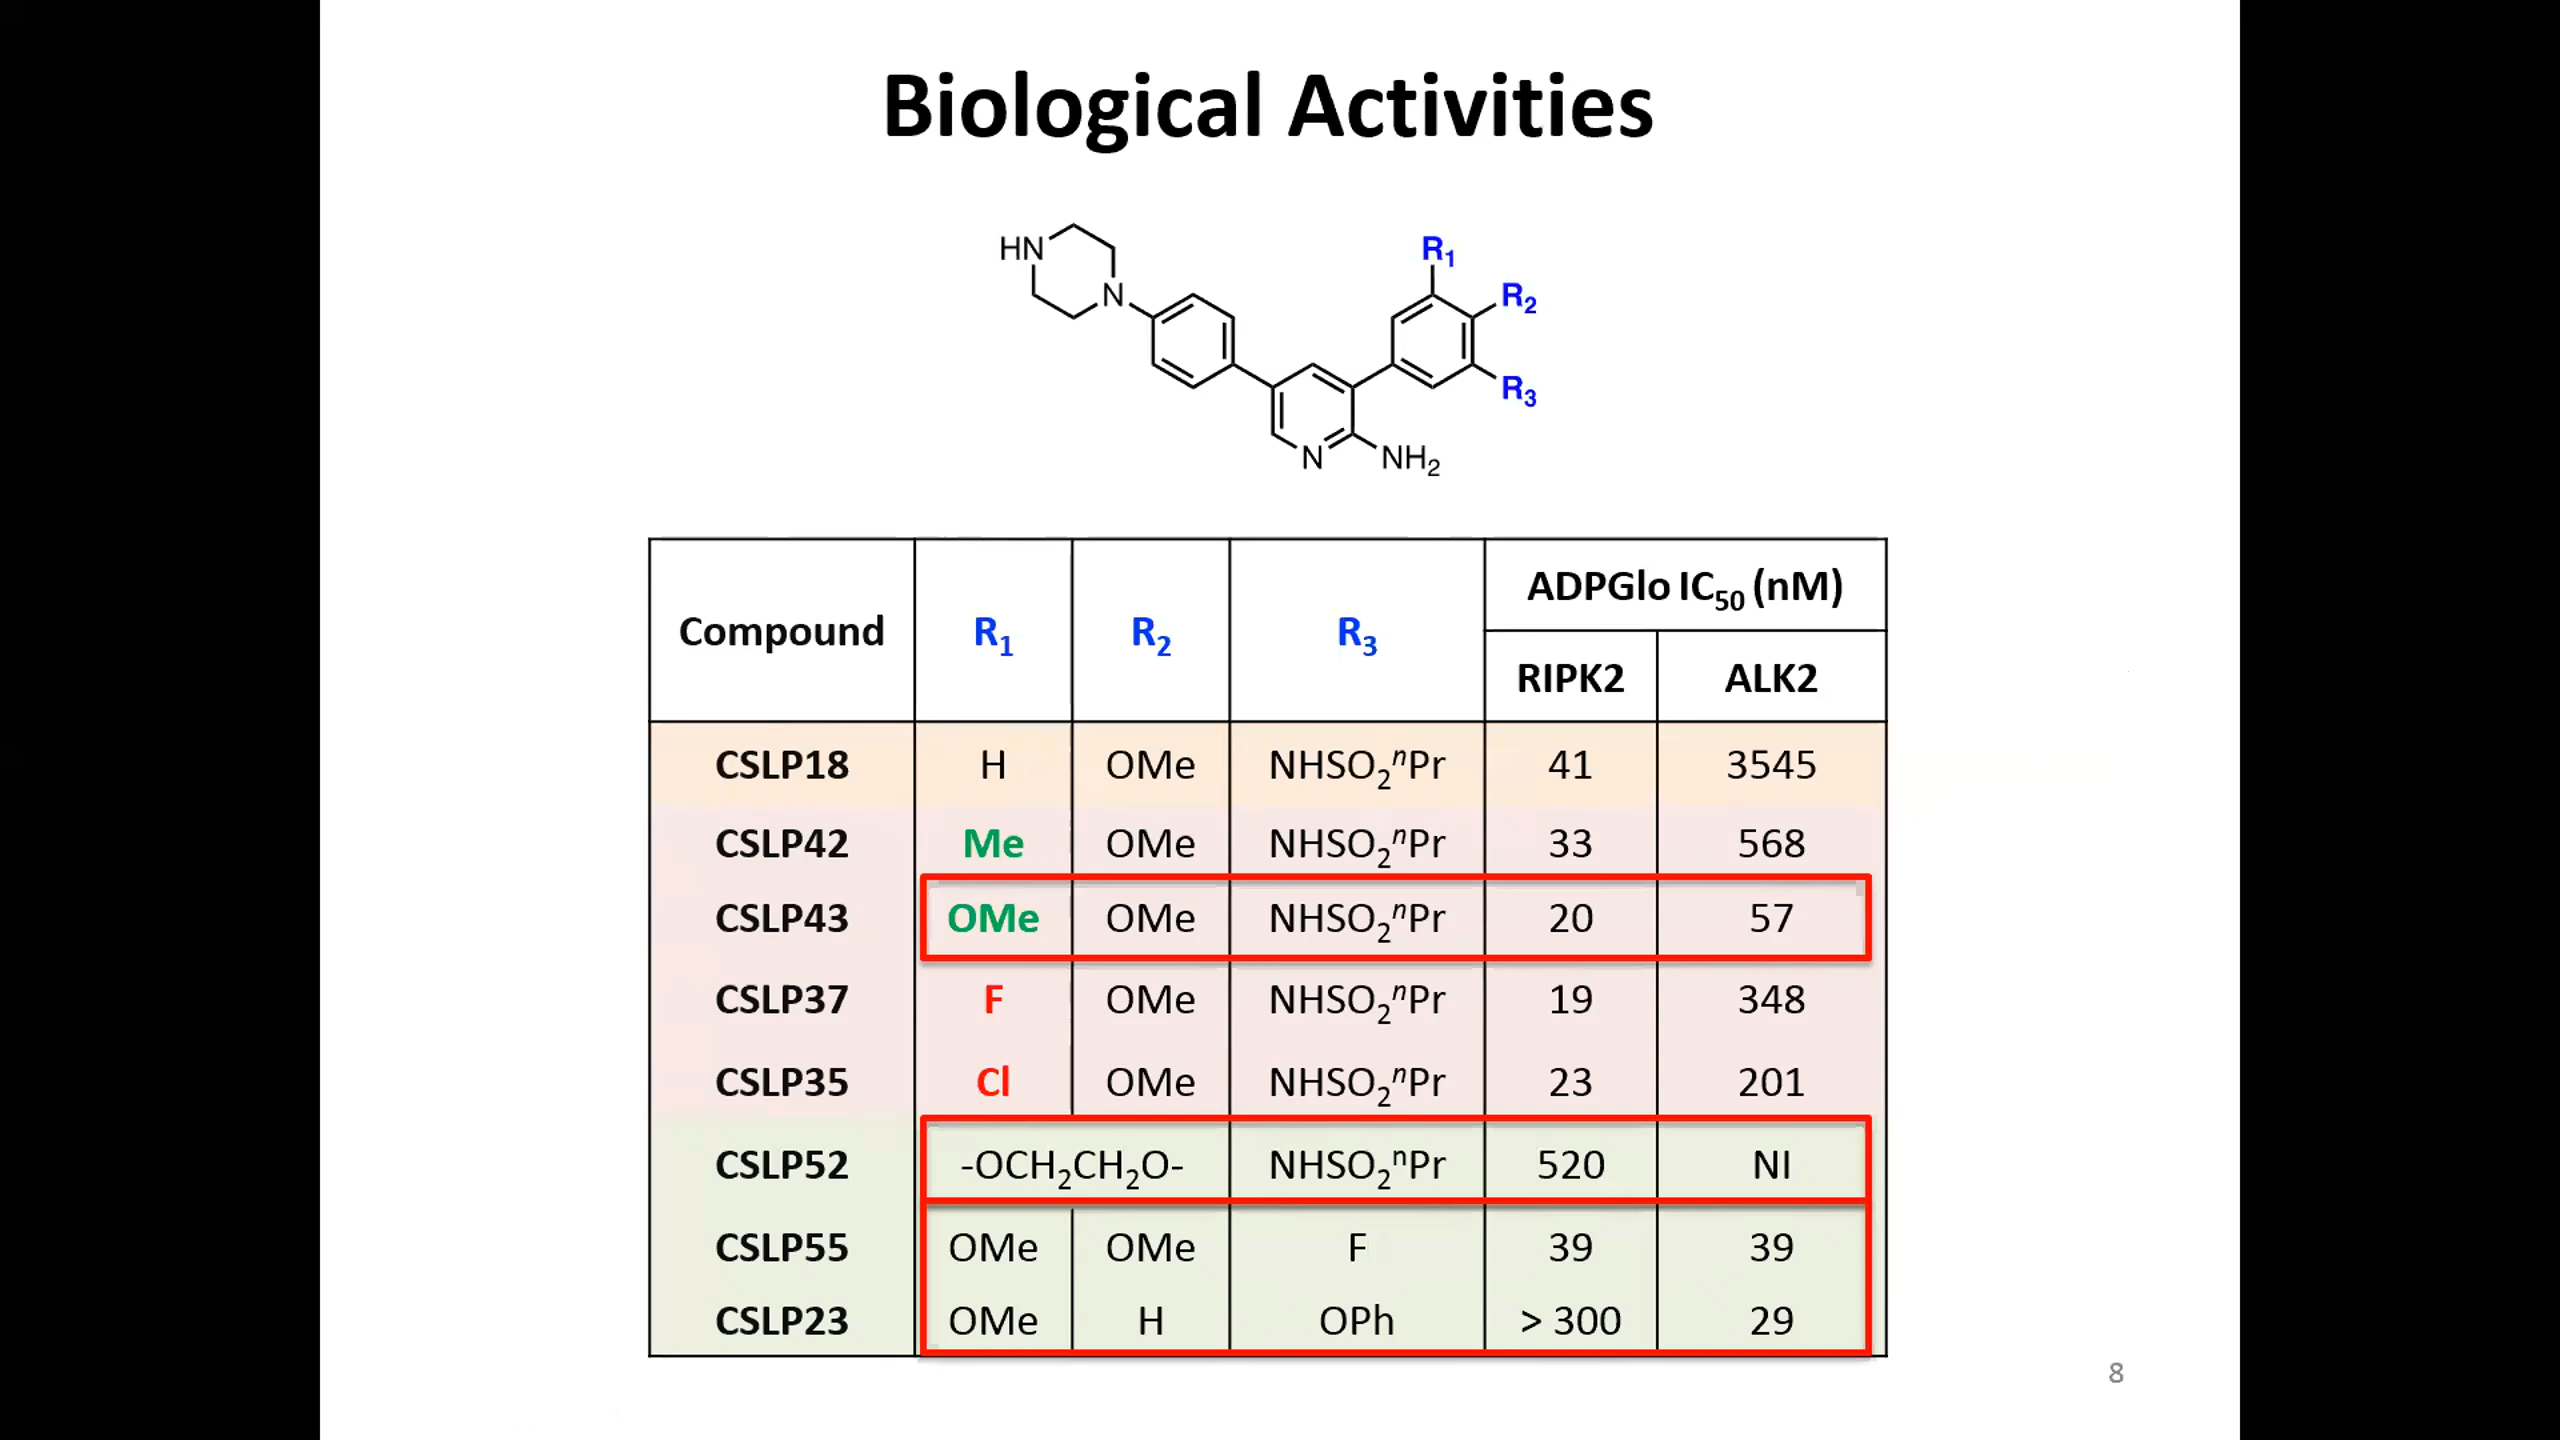 Biological Activities
HN
N
R1
R2
R3
N
NH2
Compound R1 R2 R3 ADPGlo IC50 (nM)
RIPK2 ALK2
CSLP18 H OMe NHSO2nPr 41 3545
CSLP42 Me OMe NHSO2nPr 33 568
CSLP43 OMe OMe NHSO2nPr 20 57
CSLP37 F OMe NHSO2nPr 19 348
CSLP35 Cl OMe NHSO2nPr 23 201
CSLP52 -OCH2CH2O- NHSO2nPr 520 NI
CSLP55 OMe OMe F 39 39
CSLP23 OMe H OPh > 300 29
8